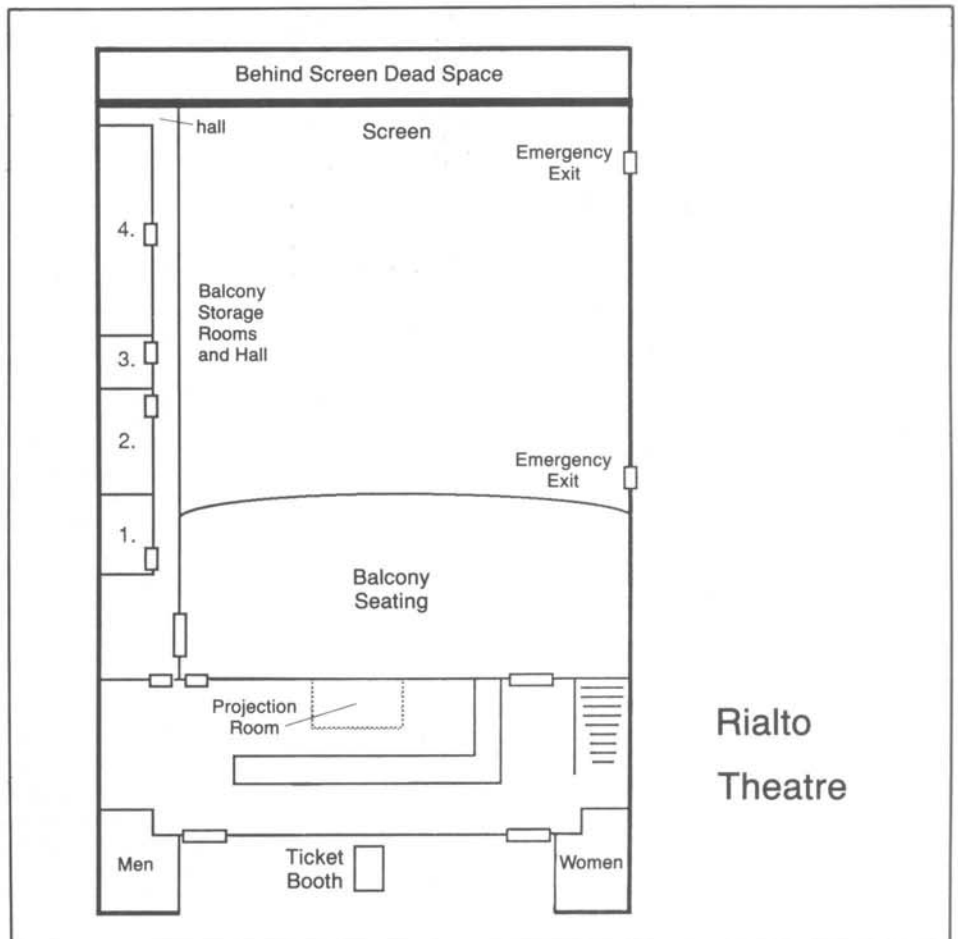 Behind Screen Dead Space
hall
Screen
Emergency
Exit
4.
Balcony
Storage
Rooms
and Hall
3.
2.
Emergency
Exit
1.
Balcony
Seating
Projection
Room
Rialto
Theatre
Men
Ticket
Booth
Women